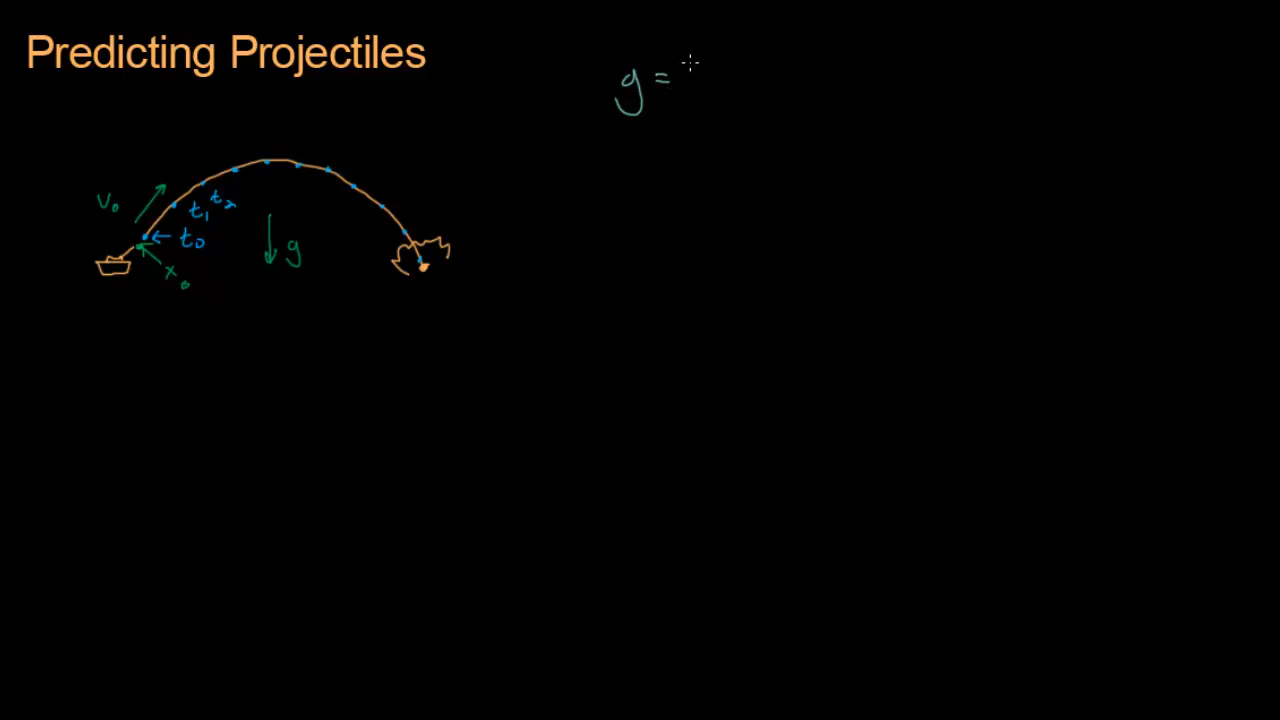 Predicting Projectiles
g =
v₀
t₁ t₂
t₀
g
x₀